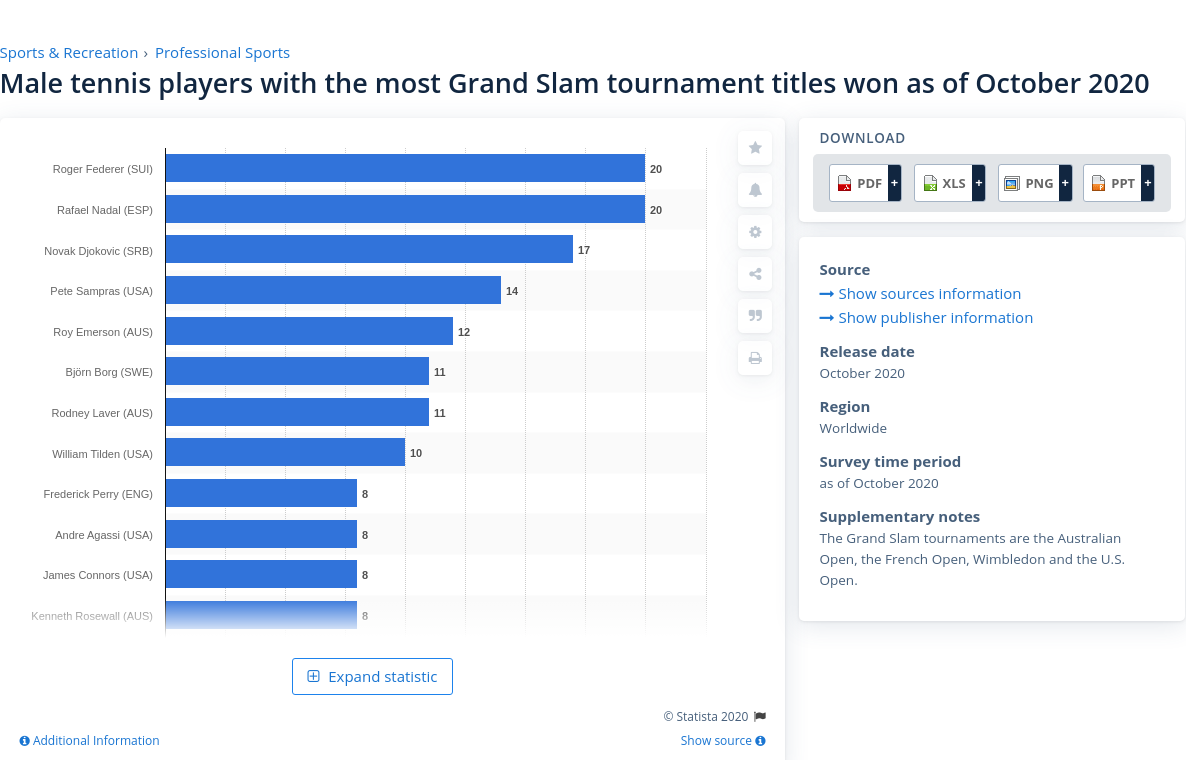 Sports & Recreation › Professional Sports
Male tennis players with the most Grand Slam tournament titles won as of October 2020
Roger Federer (SUI) 20
Rafael Nadal (ESP) 20
Novak Djokovic (SRB) 17
Pete Sampras (USA) 14
Roy Emerson (AUS) 12
Björn Borg (SWE) 11
Rodney Laver (AUS) 11
William Tilden (USA) 10
Frederick Perry (ENG) 8
Andre Agassi (USA) 8
James Connors (USA) 8
Kenneth Rosewall (AUS) 8
Expand statistic
© Statista 2020
Additional Information
Show source
DOWNLOAD
PDF + XLS + PNG + PPT +
Source
Show sources information
Show publisher information
Release date
October 2020
Region
Worldwide
Survey time period
as of October 2020
Supplementary notes
The Grand Slam tournaments are the Australian
Open, the French Open, Wimbledon and the U.S.
Open.